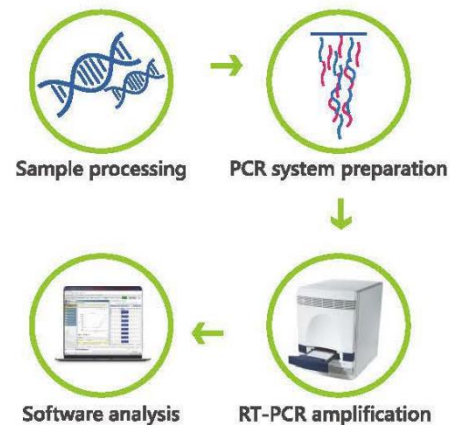 Sample processing
PCR system preparation
RT-PCR amplification
Software analysis